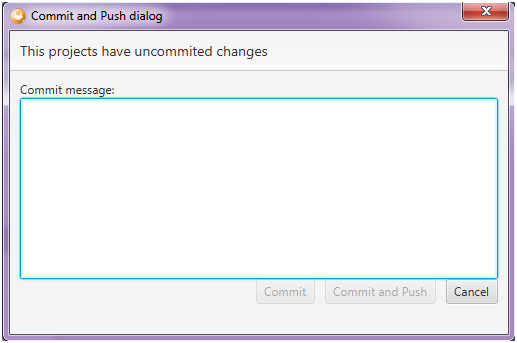 Commit and Push dialog
This projects have uncommited changes
Commit message:
Commit
Commit and Push
Cancel